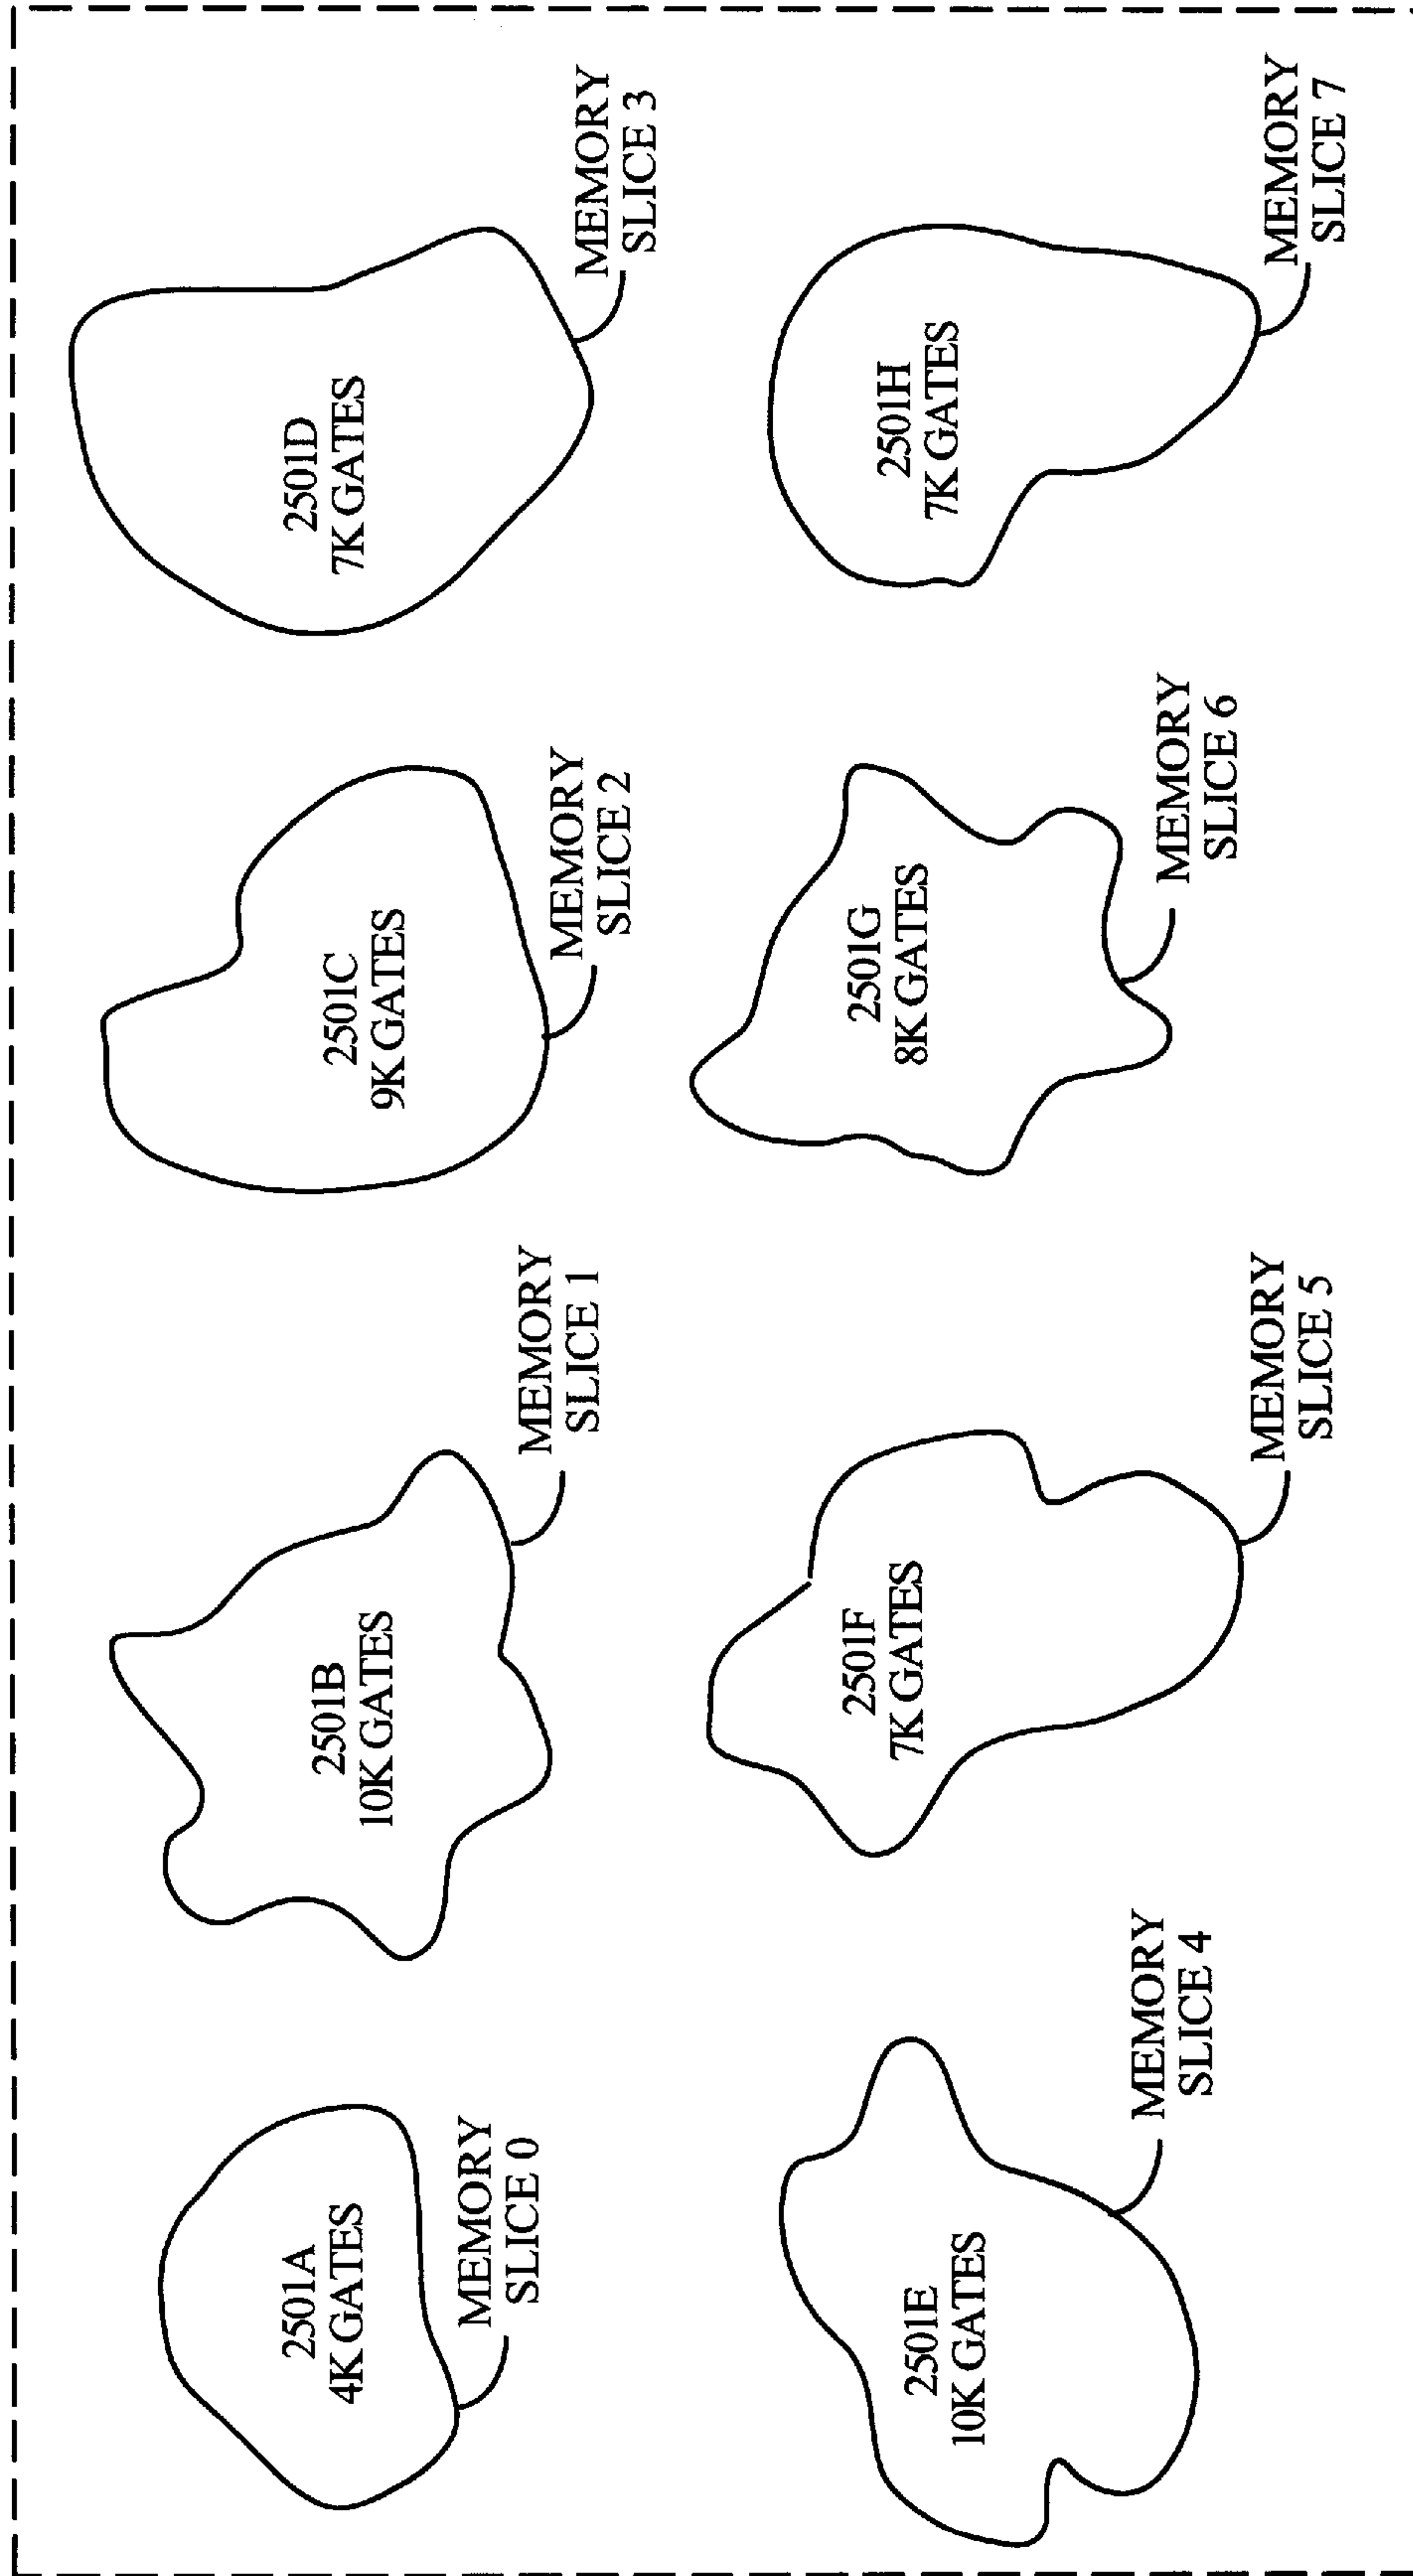 2501A
4K GATES
MEMORY
SLICE 0
2501B
10K GATES
MEMORY
SLICE 1
2501C
9K GATES
MEMORY
SLICE 2
2501D
7K GATES
MEMORY
SLICE 3
2501E
10K GATES
MEMORY
SLICE 4
2501F
7K GATES
MEMORY
SLICE 5
2501G
8K GATES
MEMORY
SLICE 6
2501H
7K GATES
MEMORY
SLICE 7